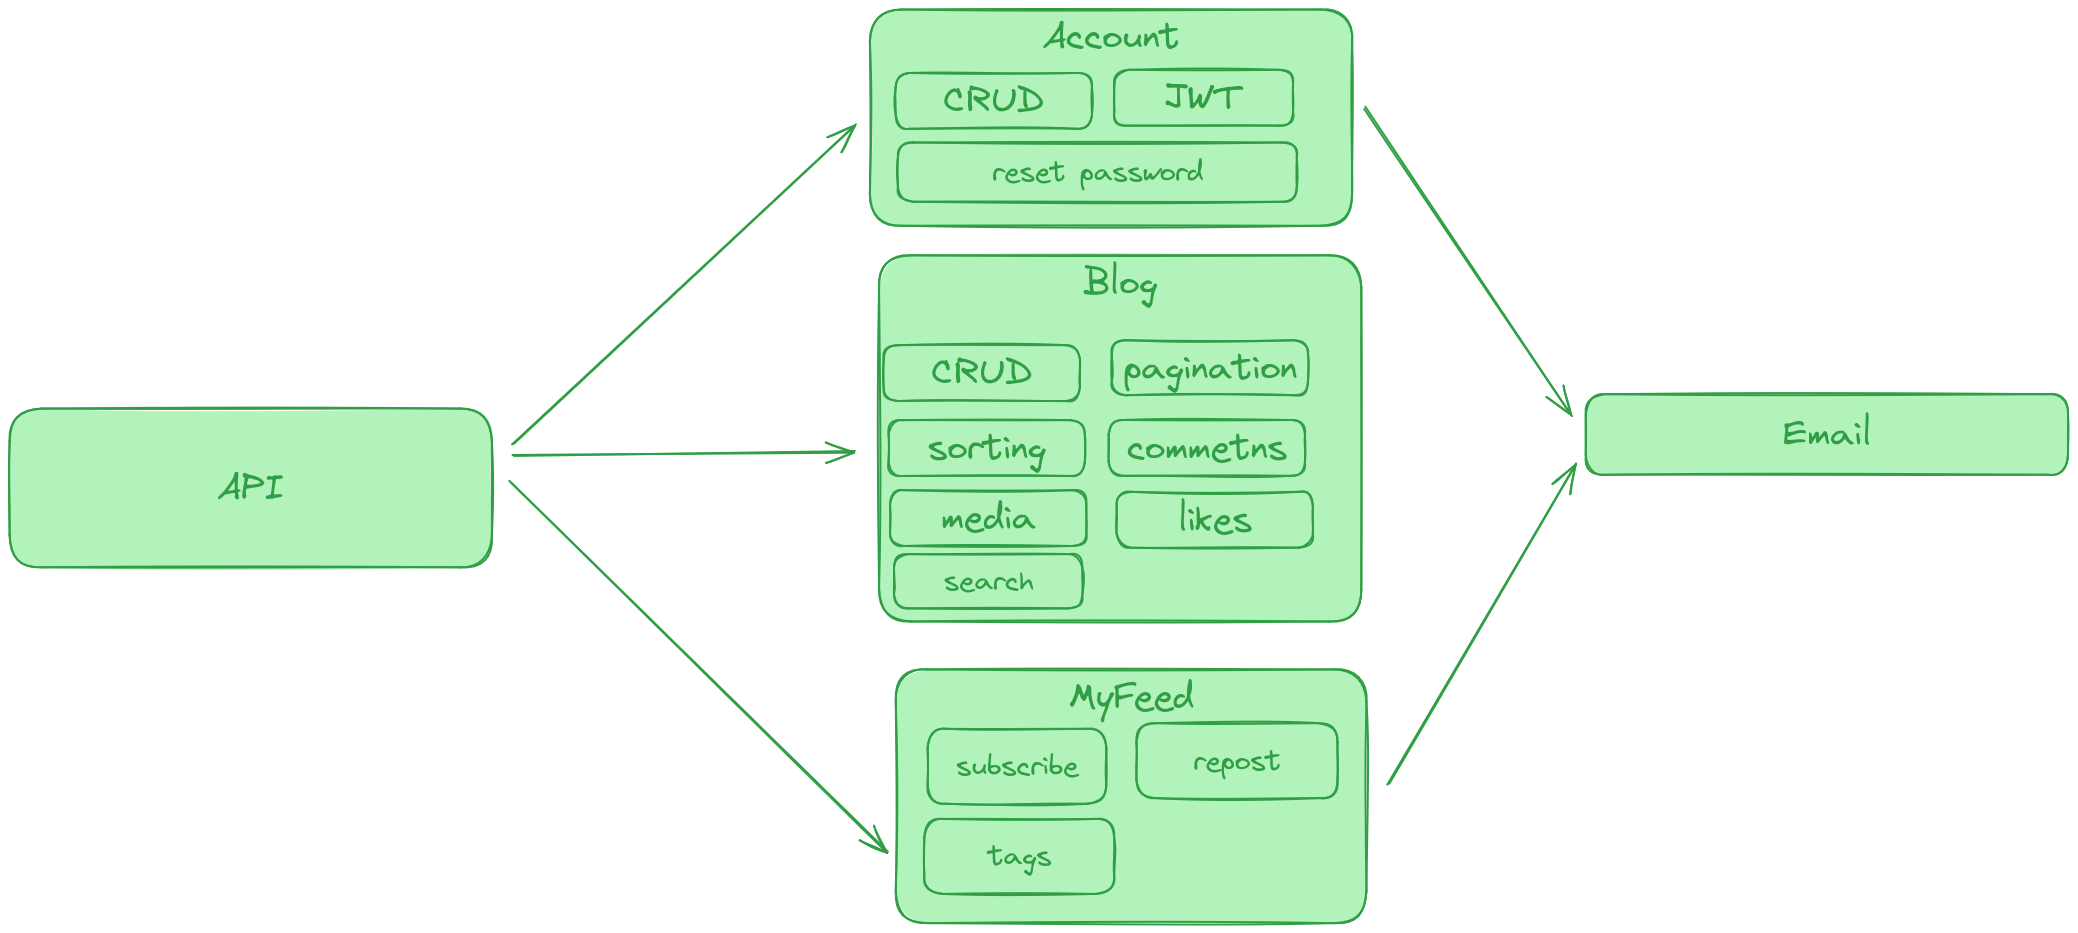 Account
CRUD
JWT
reset password
Blog
CRUD
pagination
sorting
commetns
media
likes
search
API
Email
MyFeed
subscribe
repost
tags